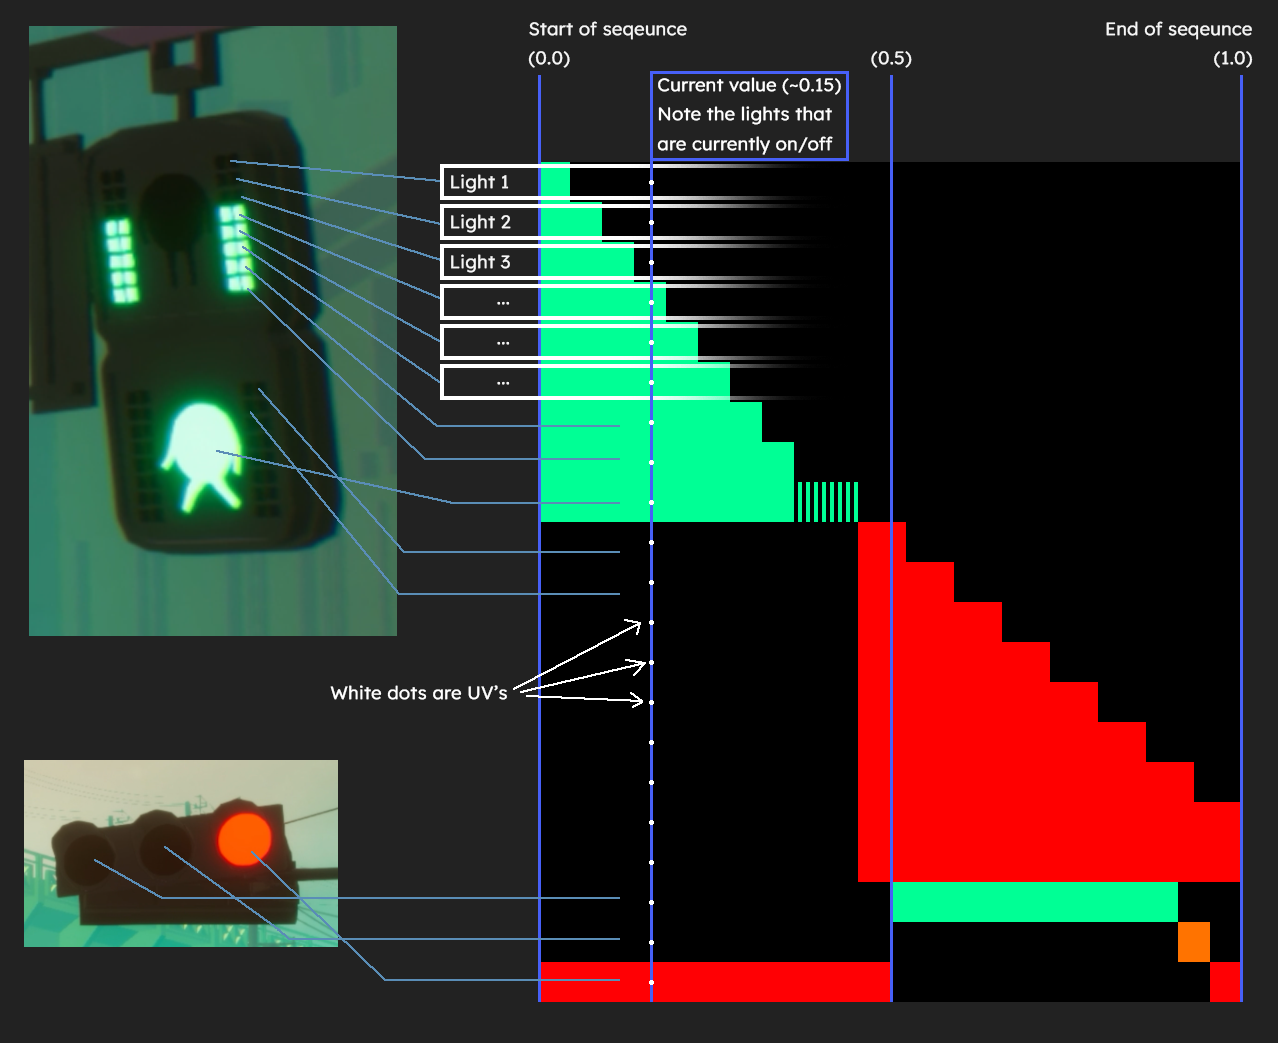 Start of seqeunce
(0.0)
(0.5)
End of seqeunce
(1.0)
Current value (~0.15)
Note the lights that
are currently on/off
Light 1
Light 2
Light 3
...
...
...
White dots are UV's